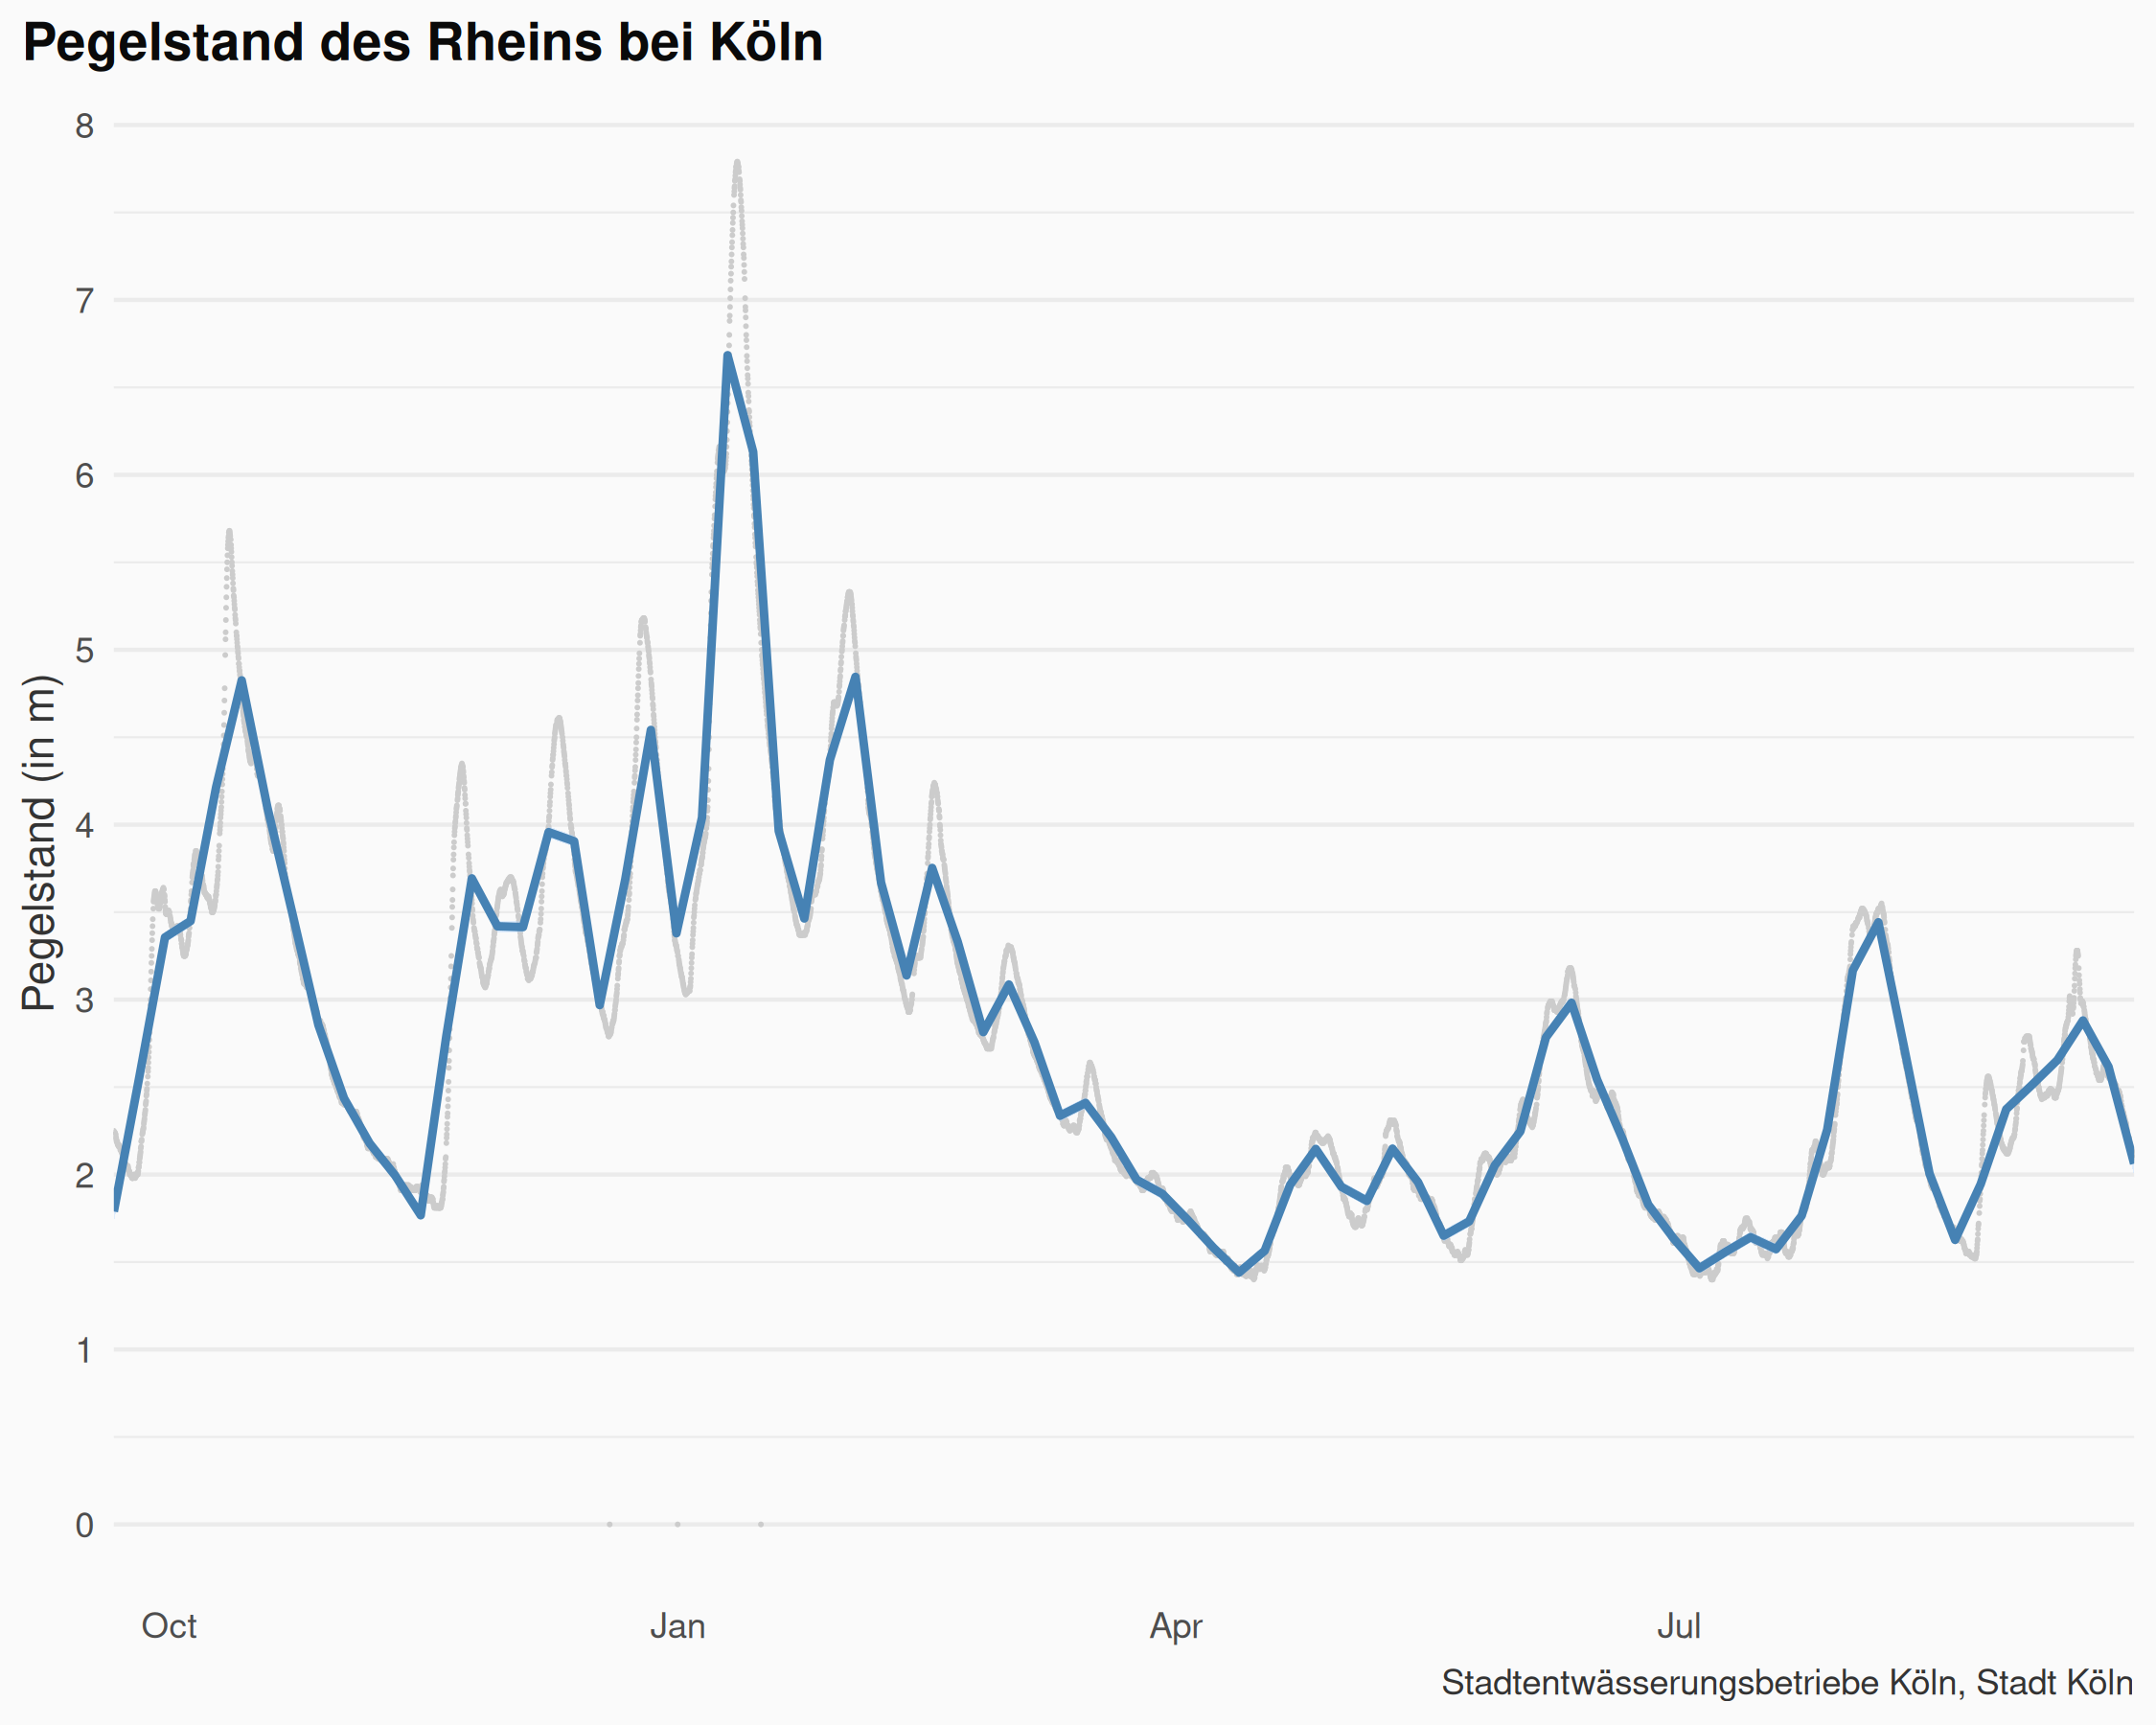 Pegelstand des Rheins bei Köln
Pegelstand (in m)
8
7
6
5
4
3
2
1
0
Oct Jan Apr Jul
Stadtentwässerungsbetriebe Köln, Stadt Köln